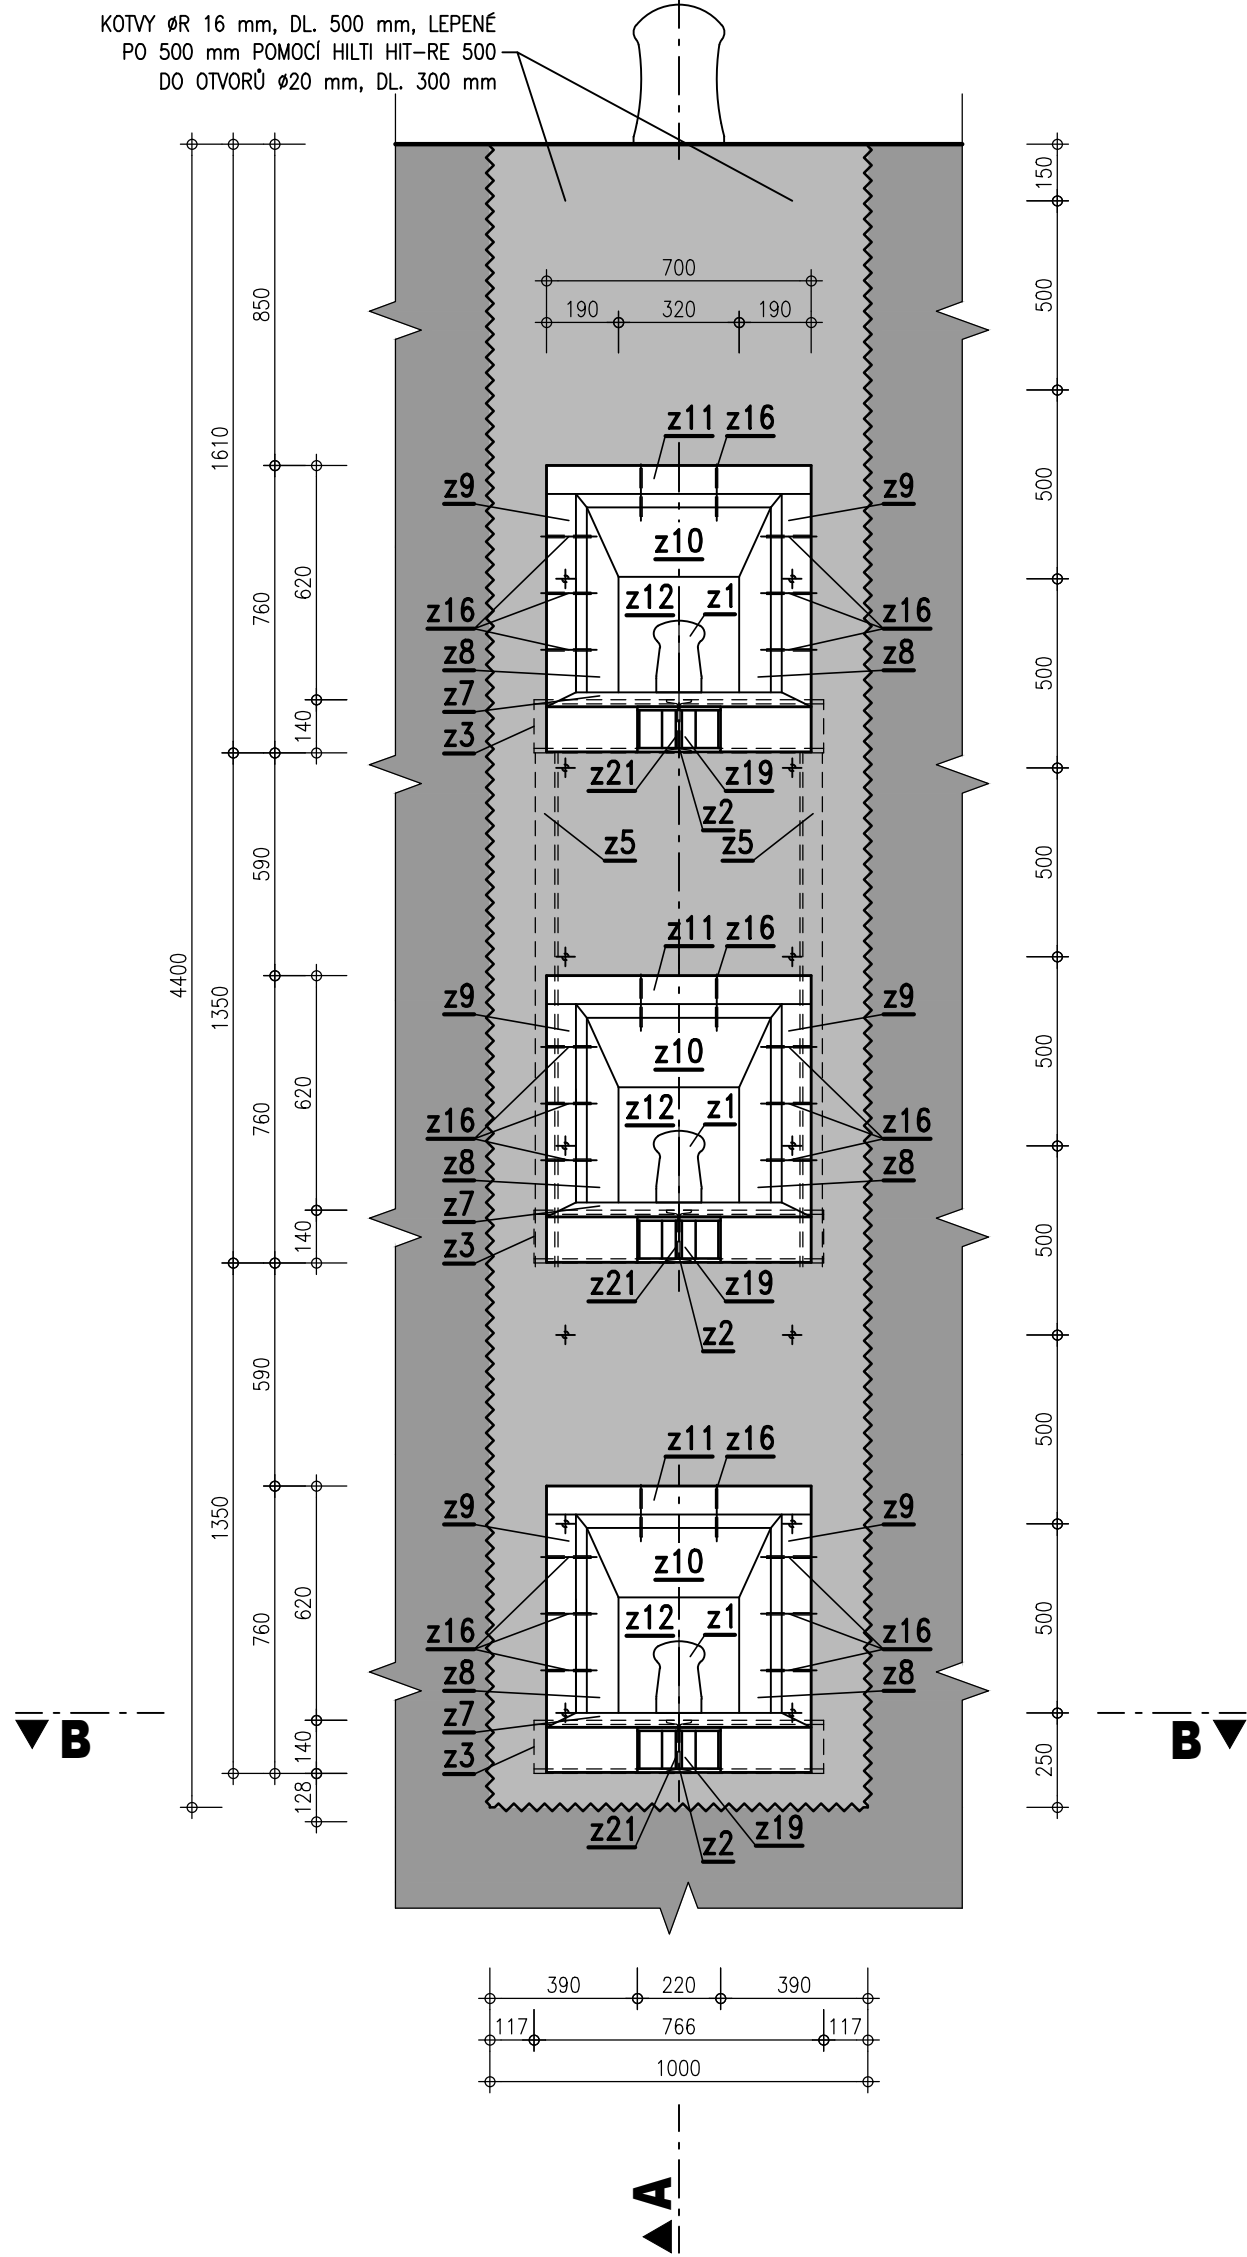 KOTVY øR 16 mm, DL. 500 mm, LEPENÉ
PO 500 mm POMOCÍ HILTI HIT-RE 500
DO OTVORŮ ø20 mm, DL. 300 mm
150
700
190 320 190
850
500
1610
500
z11 z16
z9 z9
z10
620
760
z12 z1
z16 z16
z8 z8
500
z7
140
z3
z21 z19
z2
z5 z5
590
500
z11 z16
4400
1350
z9 z9
z10
500
620
760
z12 z1
z16 z16
z8 z8
z7
140
z3
500
z21 z19
z2
590
500
z11 z16
1350
z9 z9
z10
620
760
z12 z1
500
z16 z16
z8 z8
z7
B B
140
z3
250
128
z21 z19
z2
390 220 390
117 766 117
1000
A